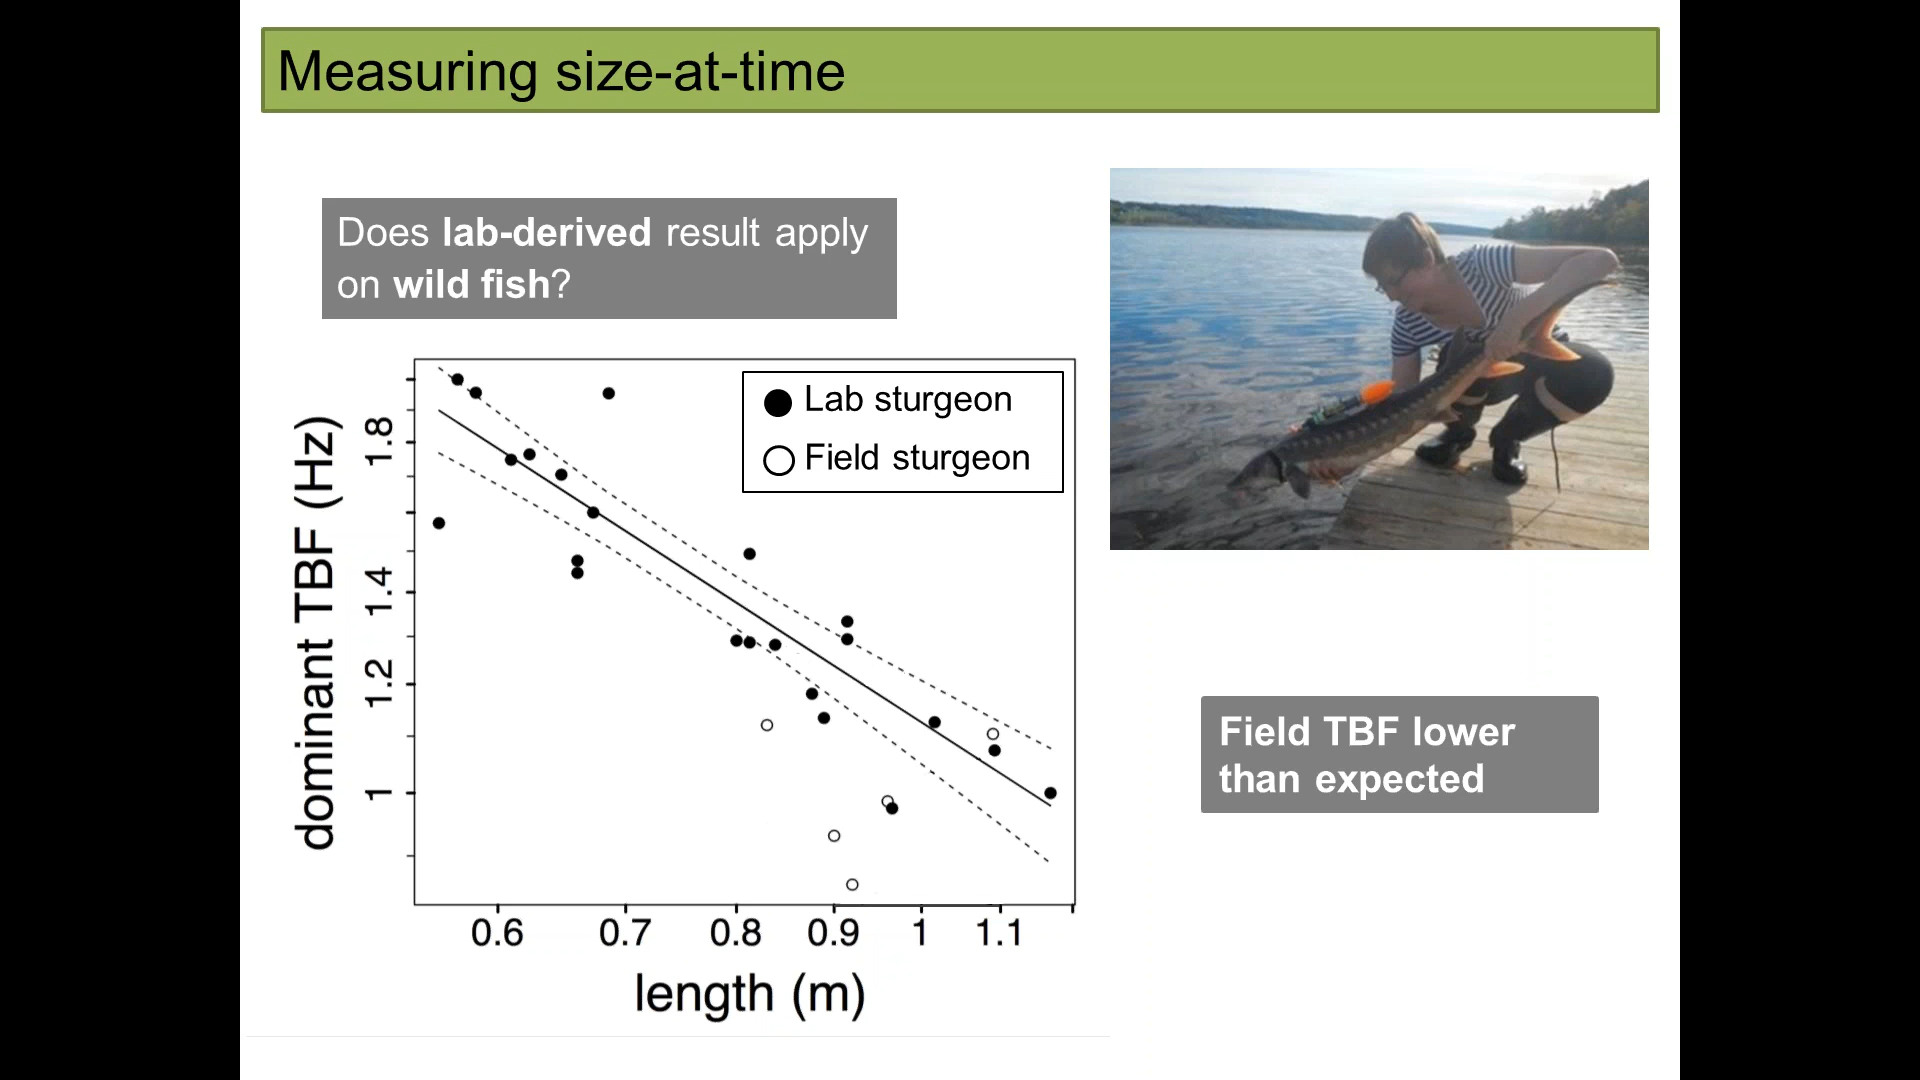 Measuring size-at-time
Does lab-derived result apply
on wild fish?
Lab sturgeon
Field sturgeon
dominant TBF (Hz)
1.8
1.4
1.2
1
0.6 0.7 0.8 0.9 1 1.1
length (m)
Field TBF lower
than expected